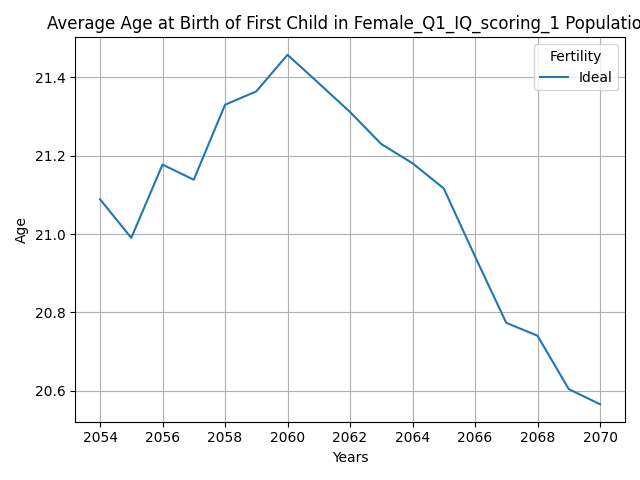 Average Age at Birth of First Child in Female_Q1_IQ_scoring_1 Populatio
Fertility
Ideal
21.4
21.2
21.0
20.8
20.6
Age
2054 2056 2058 2060 2062 2064 2066 2068 2070
Years